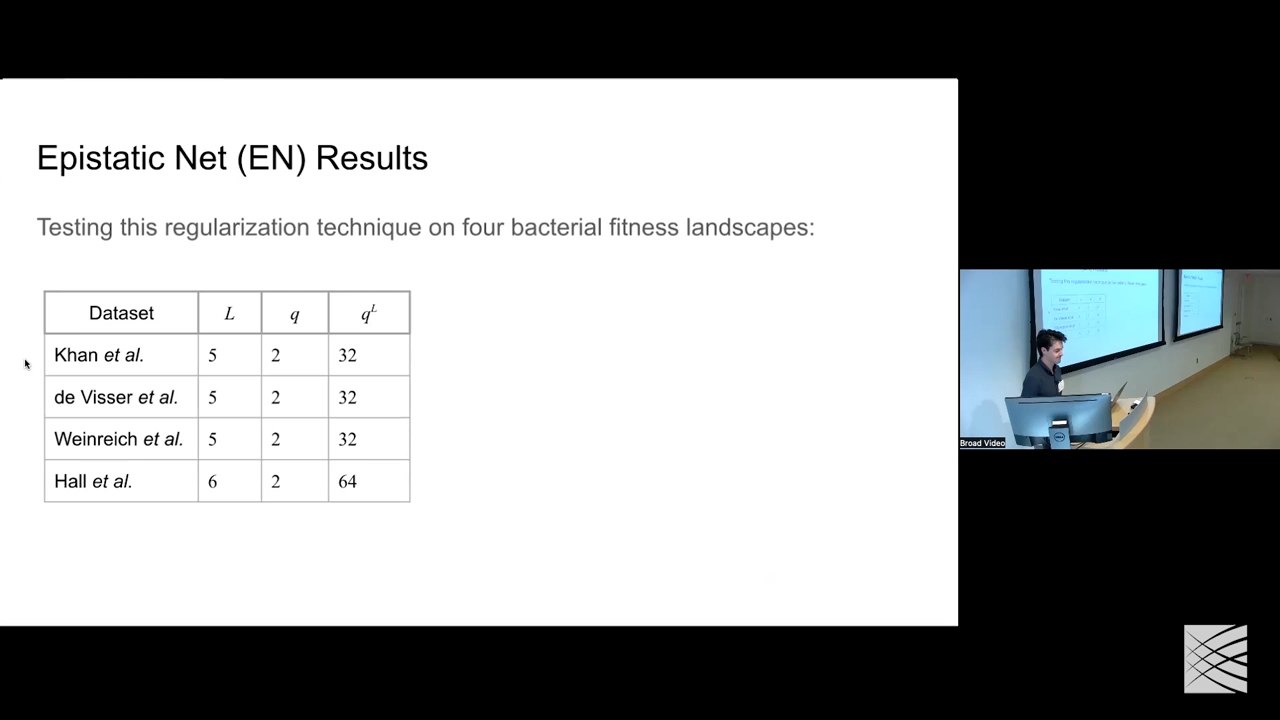 Epistatic Net (EN) Results
Testing this regularization technique on four bacterial fitness landscapes:
Dataset L q q^L
Khan et al. 5 2 32
de Visser et al. 5 2 32
Weinreich et al. 5 2 32
Hall et al. 6 2 64
Broad Video